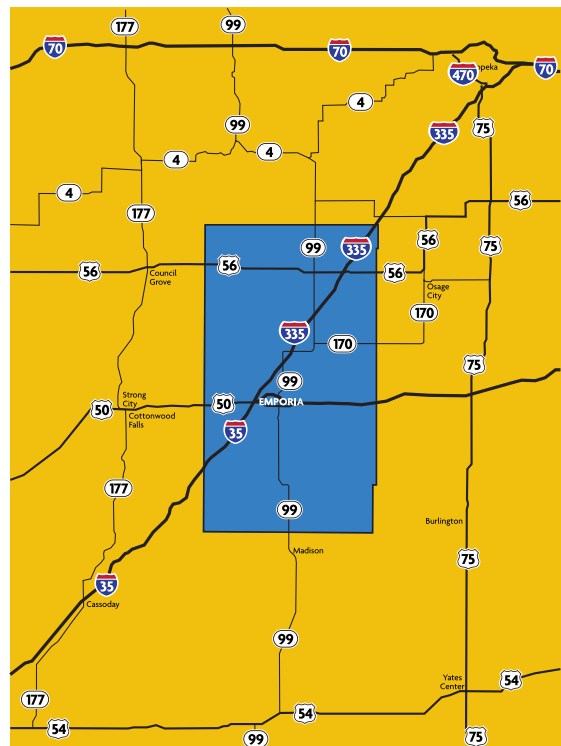 177
99
70
70
70
opeka
470
4
99
335
75
4
4
4
56
177
56
99
335
75
56
56
56
Council
Grove
Osage
City
170
335
170
75
99
Strong
City
50
50
EMPORIA
Cottonwood
Falls
35
177
99
Burlington
Madison
75
35
Cassoday
99
Yates
Center
54
177
54
54
99
75